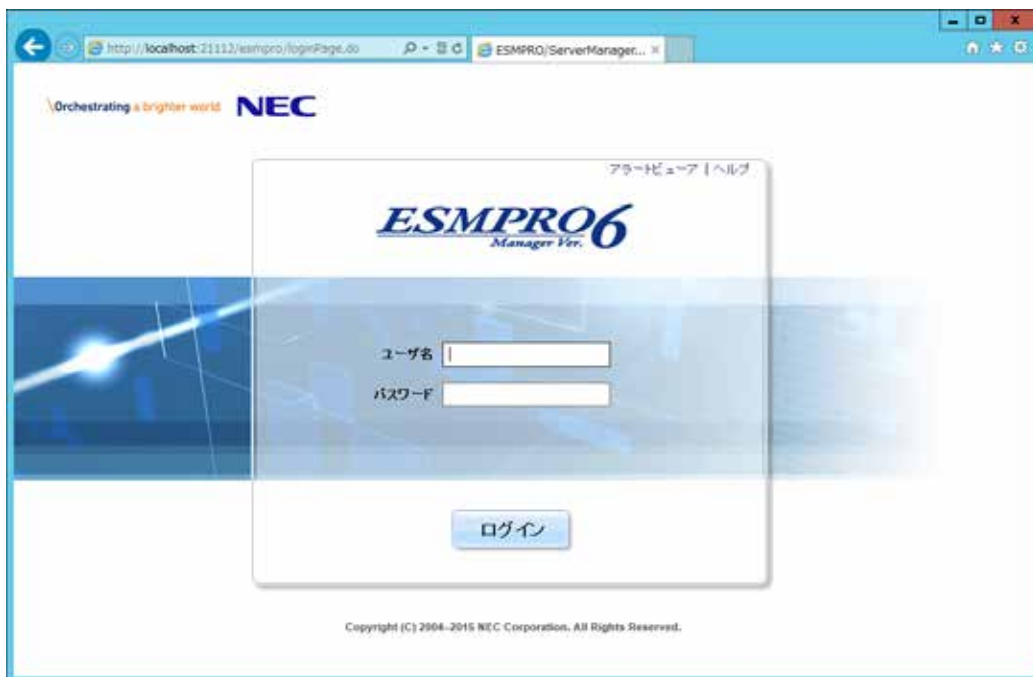 http://localhost:21112/esmpro/loginPage.do
ESMPRO/ServerManager...
\Orchestrating a brighter world NEC
アラートビューア | ヘルプ
ESMPRO6
Manager Ver.
ユーザ名
パスワード
ログイン
Copyright (C) 2004-2015 NEC Corporation. All Rights Reserved.